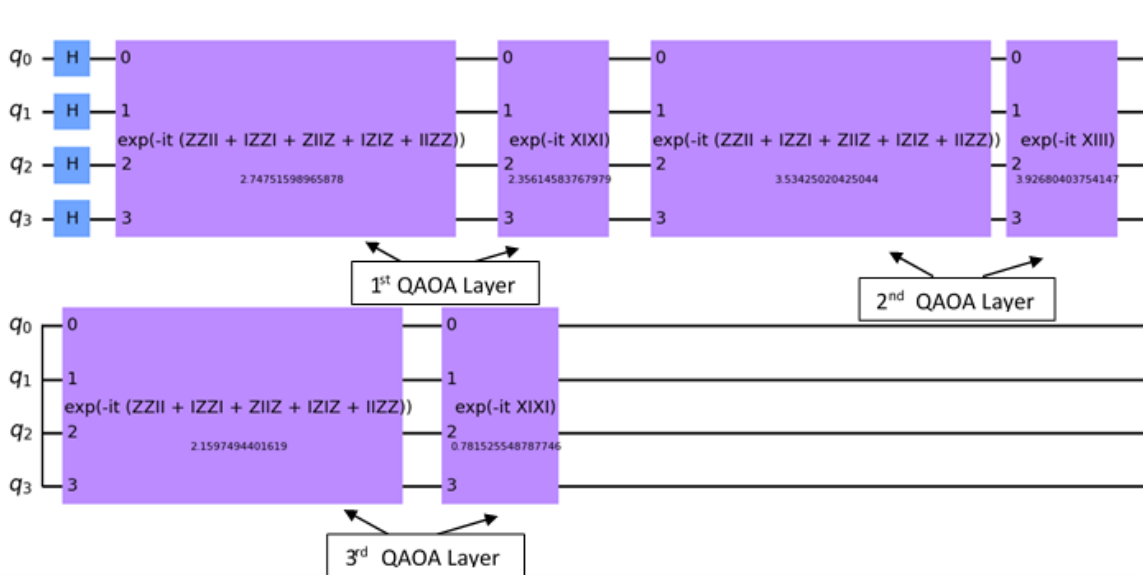 q0 H 0 0 0 0
q1 H 1 1 1 1
exp(-it (ZZII + IZZI + ZIIZ + IZIZ + IIZZ)) exp(-it XIXI) exp(-it (ZZII + IZZI + ZIIZ + IZIZ + IIZZ)) exp(-it XIII)
q2 H 2 2 2 2
2.74751598965878 2.35614583767979 3.53425020425044 3.92680403754147
q3 H 3 3 3 3
1st QAOA Layer
2nd QAOA Layer
q0 0 0
q1 1 1
exp(-it (ZZII + IZZI + ZIIZ + IZIZ + IIZZ)) exp(-it XIXI)
q2 2 2
2.1597494401619 0.781525548787746
q3 3 3
3rd QAOA Layer